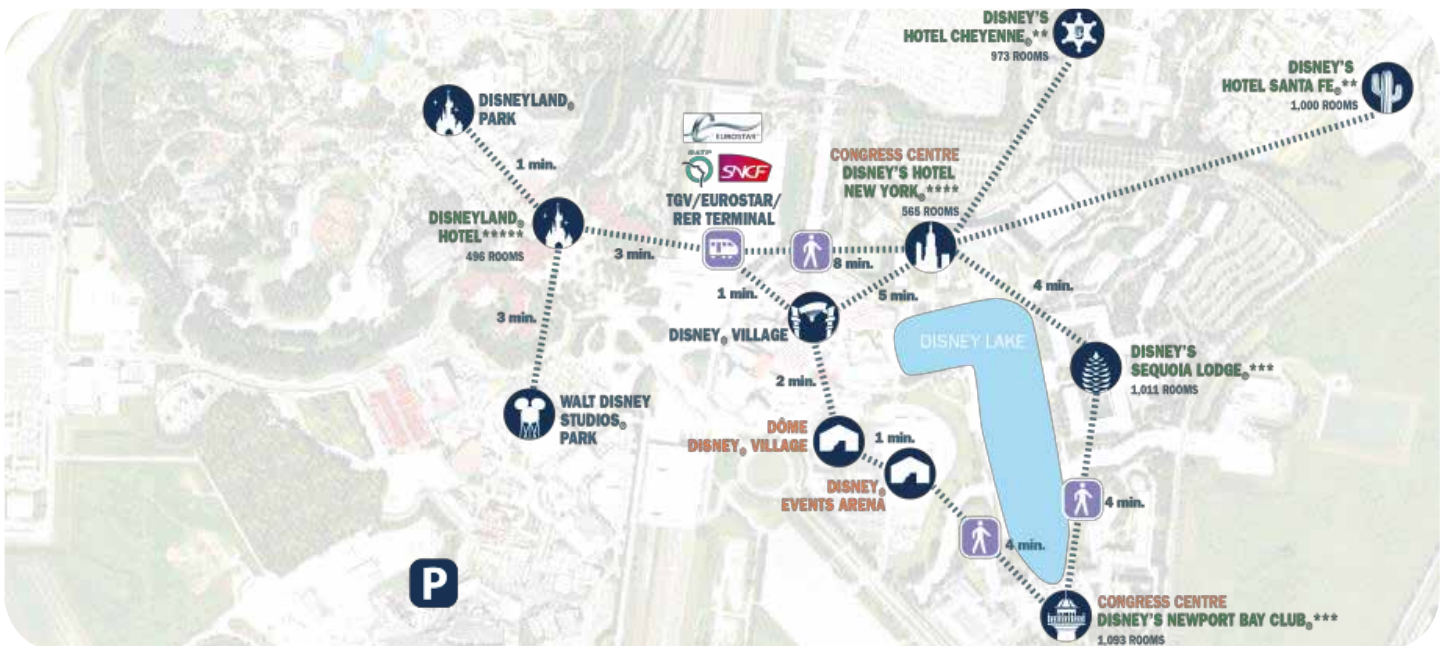 DISNEY'S
HOTEL CHEYENNE®**
973 ROOMS
DISNEY'S
HOTEL SANTA FE®**
1,000 ROOMS
DISNEYLAND®
PARK
1 min.
EUROSTAR™
RATP
SNCF
TGV/EUROSTAR/
RER TERMINAL
CONGRESS CENTRE
DISNEY'S HOTEL
NEW YORK®****
565 ROOMS
DISNEYLAND®
HOTEL*****
496 ROOMS
3 min.
8 min.
1 min.
5 min.
4 min.
3 min.
DISNEY® VILLAGE
DISNEY LAKE
DISNEY'S
SEQUOIA LODGE®***
1,011 ROOMS
2 min.
WALT DISNEY
STUDIOS®
PARK
DÔME
DISNEY® VILLAGE
1 min.
DISNEY®
EVENTS ARENA
4 min.
4 min.
P
CONGRESS CENTRE
DISNEY'S NEWPORT BAY CLUB®***
1,093 ROOMS